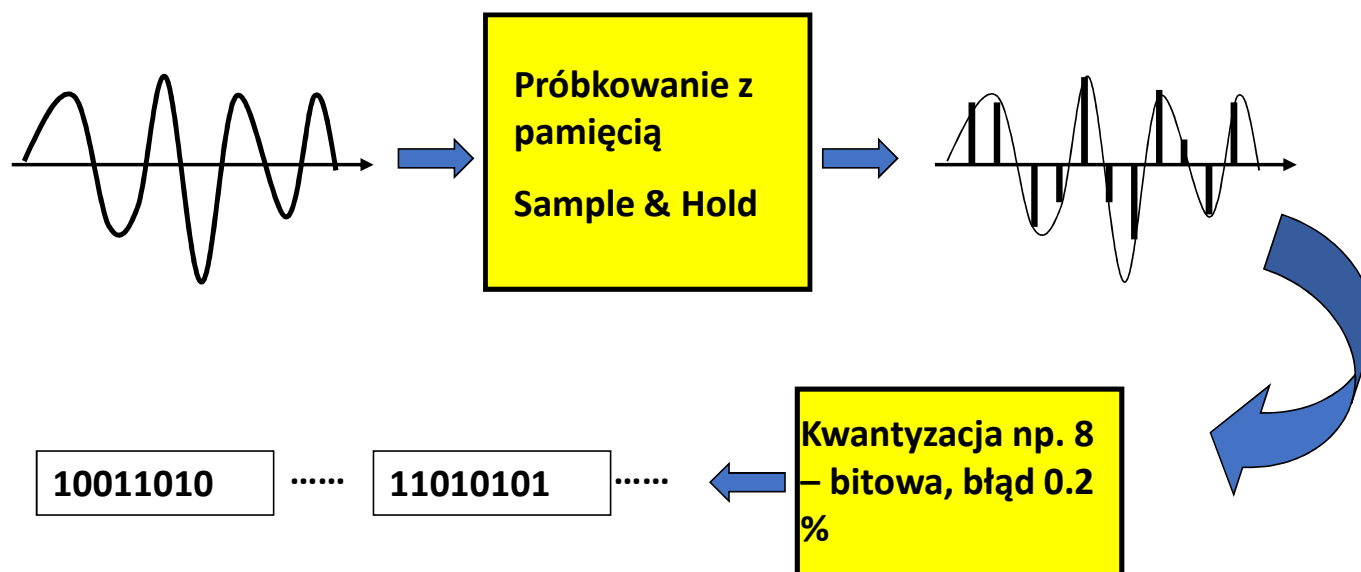 Próbkowanie z
pamięcią
Sample & Hold
Kwantyzacja np. 8
– bitowa, błąd 0.2
%
10011010 ...... 11010101 ......